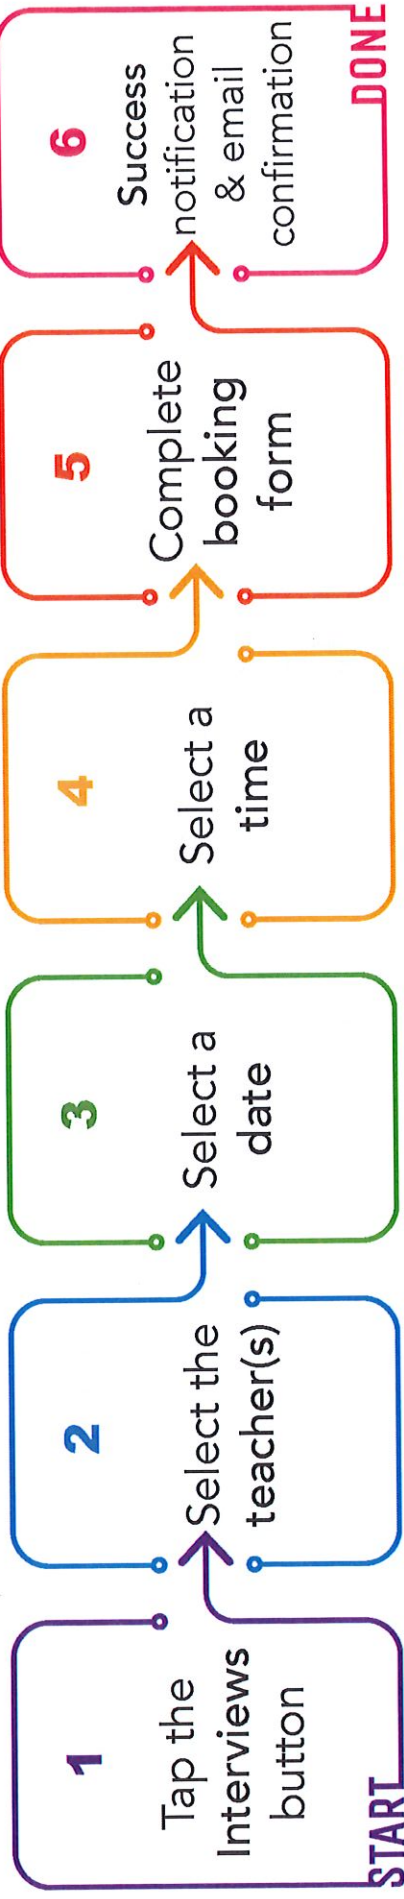 START
1
Tap the
Interviews
button
2
Select the
teacher(s)
3
Select a
date
4
Select a
time
5
Complete
booking
form
6
Success
notification
& email
confirmation
DONE